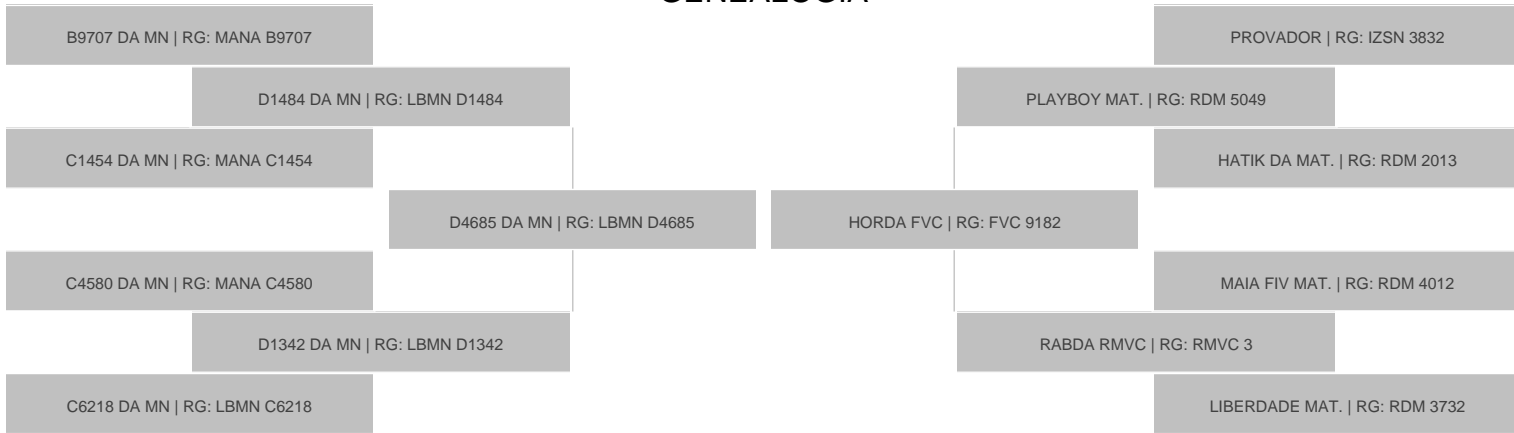 GENEALOGIA
B9707 DA MN | RG: MANA B9707
PROVADOR | RG: IZSN 3832
D1484 DA MN | RG: LBMN D1484
PLAYBOY MAT. | RG: RDM 5049
C1454 DA MN | RG: MANA C1454
HATIK DA MAT. | RG: RDM 2013
D4685 DA MN | RG: LBMN D4685
HORDA FVC | RG: FVC 9182
C4580 DA MN | RG: MANA C4580
MAIA FIV MAT. | RG: RDM 4012
D1342 DA MN | RG: LBMN D1342
RABDA RMVC | RG: RMVC 3
C6218 DA MN | RG: LBMN C6218
LIBERDADE MAT. | RG: RDM 3732